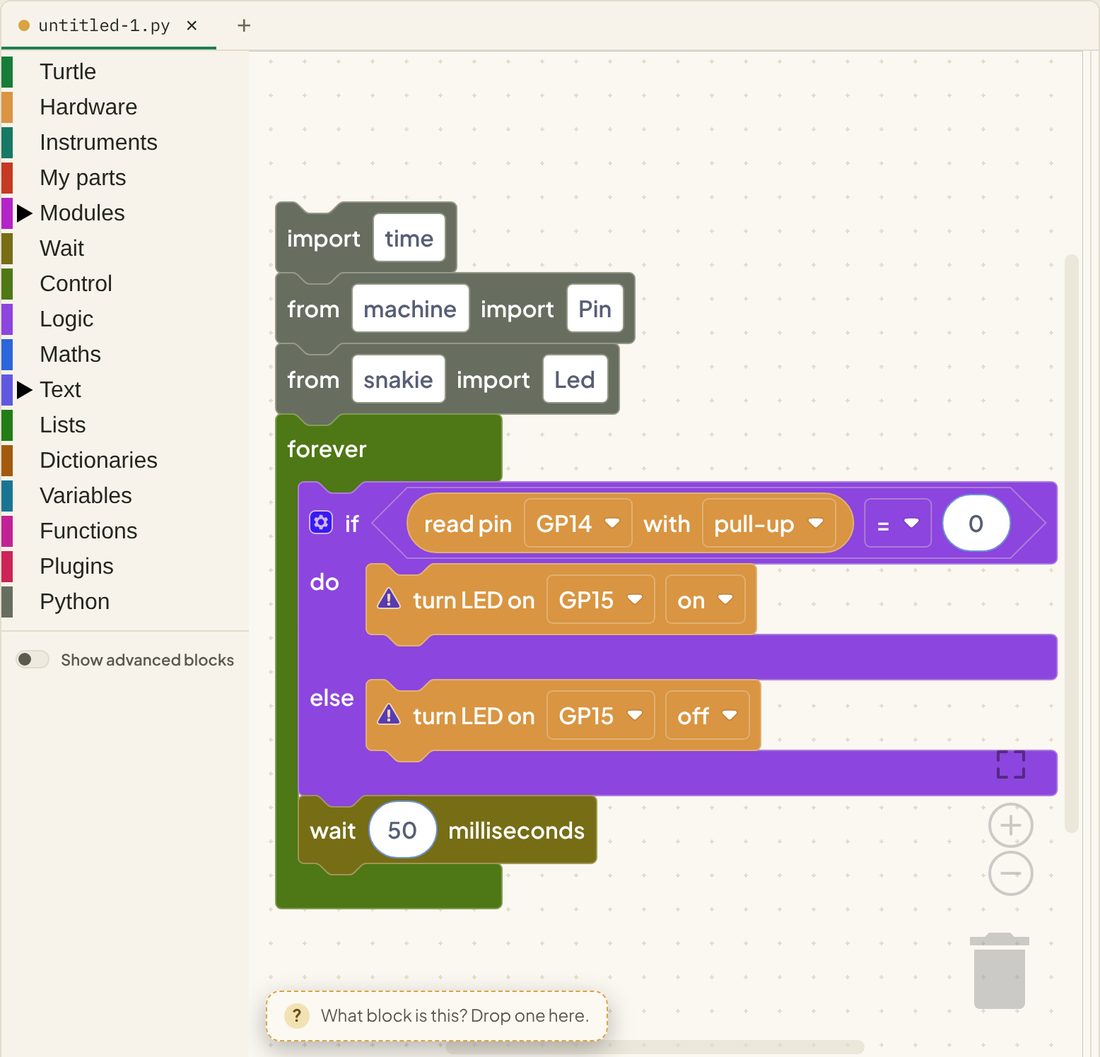 untitled-1.py × +
Turtle
Hardware
Instruments
My parts
Modules
Wait
Control
Logic
Maths
Text
Lists
Dictionaries
Variables
Functions
Plugins
Python
Show advanced blocks
import time
from machine import Pin
from snakie import Led
forever
if read pin GP14 with pull-up = 0
do turn LED on GP15 on
else turn LED on GP15 off
wait 50 milliseconds
? What block is this? Drop one here.